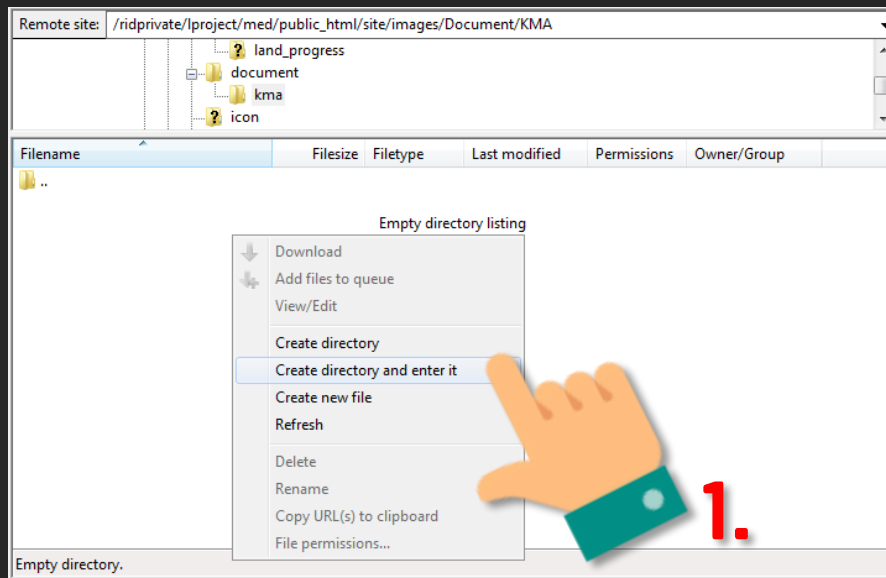 Remote site: /ridprivate/lproject/med/public_html/site/images/Document/KMA
land_progress
document
kma
icon
Filename Filesize Filetype Last modified Permissions Owner/Group
..
Empty directory listing
Download
Add files to queue
View/Edit
Create directory
Create directory and enter it
Create new file
Refresh
Delete
Rename
Copy URL(s) to clipboard
File permissions...
1.
Empty directory.